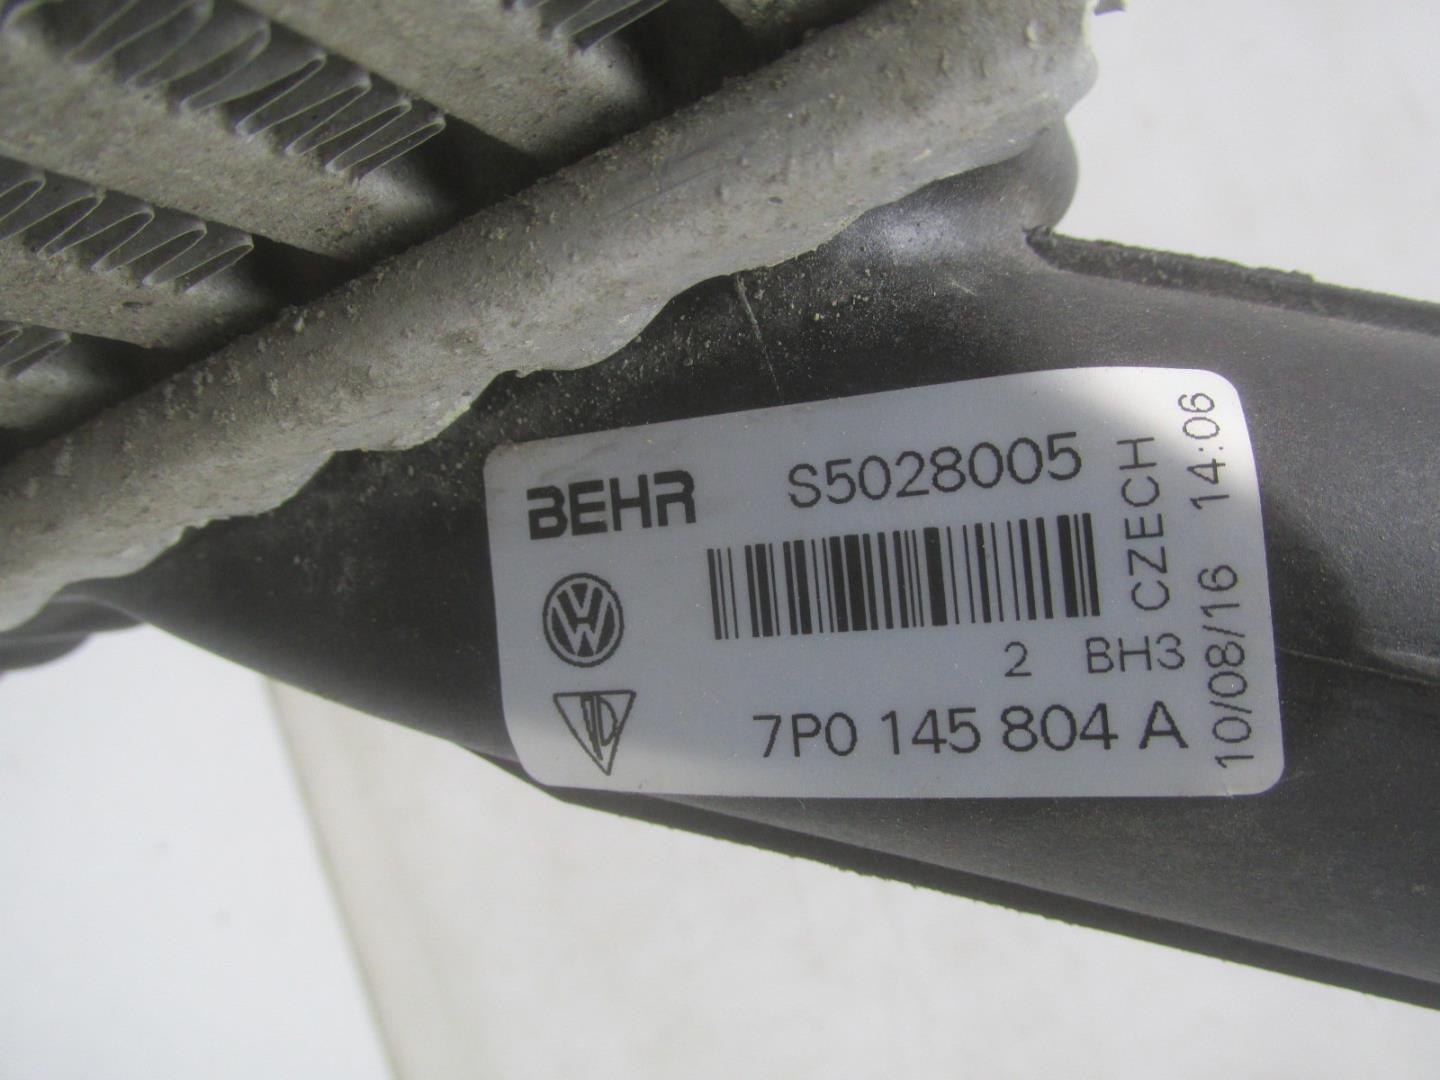 BEHR S5028005
2 BH3
7P0 145 804 A
CZECH
10/08/16 14:06